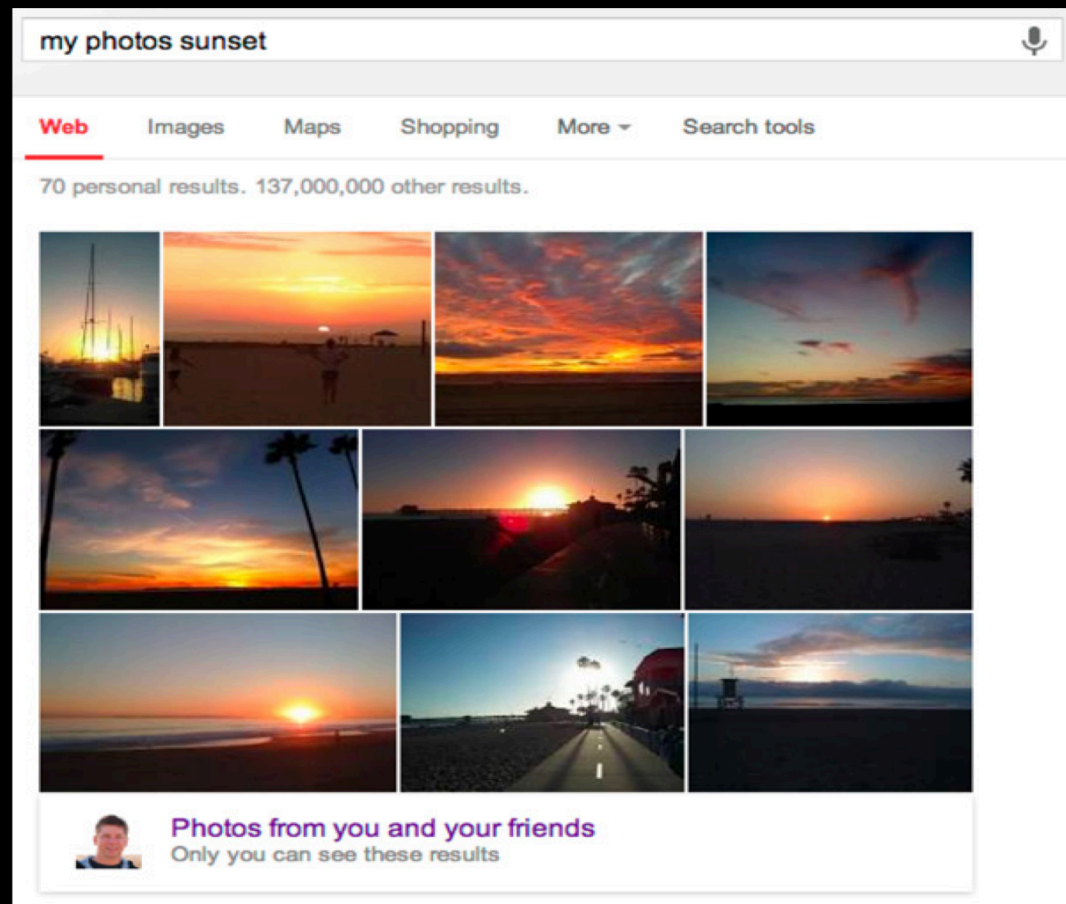 my photos sunset
Web Images Maps Shopping More Search tools
70 personal results. 137,000,000 other results.
Photos from you and your friends
Only you can see these results